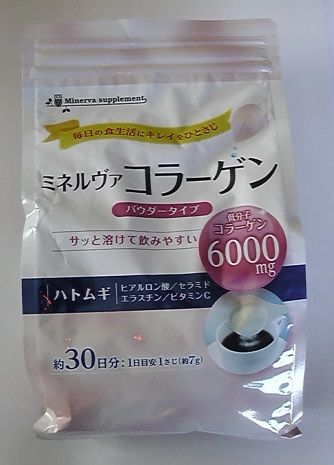 Minerva supplement
毎日の食生活にキレイをひとさじ
ミネルヴァコラーゲン
パウダータイプ
サッと溶けて飲みやすい
低分子
コラーゲン
6000
mg
ハトムギ
ヒアルロン酸/セラミド
エラスチン/ビタミンC
約30日分:1日目安1さじ(約7g)